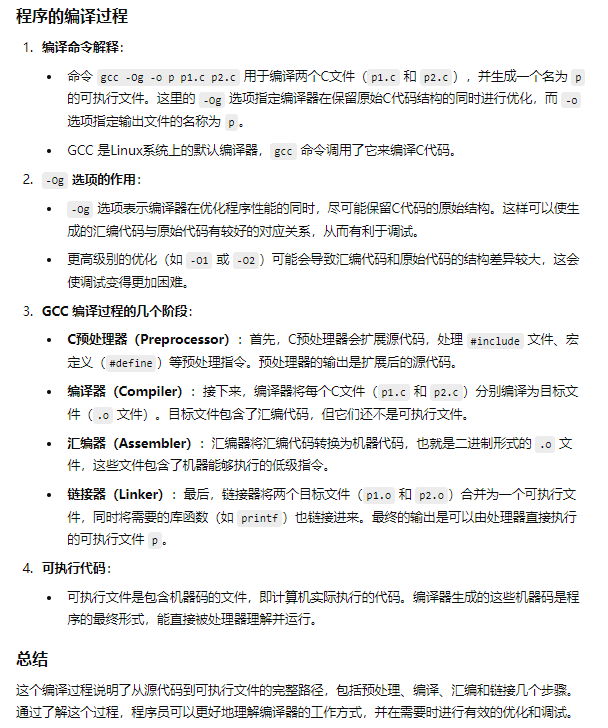 程序的编译过程
1. 编译命令解释：
• 命令 gcc -Og -o p p1.c p2.c 用于编译两个C文件（p1.c 和 p2.c），并生成一个名为 p
的可执行文件。这里的 -Og 选项指定编译器在保留原始C代码结构的同时进行优化，而 -o
选项指定输出文件的名称为 p。
• GCC 是Linux系统上的默认编译器，gcc 命令调用了它来编译C代码。
2. -Og 选项的作用：
• -Og 选项表示编译器在优化程序性能的同时，尽可能保留C代码的原始结构。这样可以使生
成的汇编代码与原始代码有较好的对应关系，从而有利于调试。
• 更高级别的优化（如 -O1 或 -O2）可能会导致汇编代码和原始代码的结构差异较大，这会
使调试变得更加困难。
3. GCC 编译过程的几个阶段：
• C预处理器（Preprocessor）：首先，C预处理器会扩展源代码，处理 #include 文件、宏
定义（#define）等预处理指令。预处理器的输出是扩展后的源代码。
• 编译器（Compiler）：接下来，编译器将每个C文件（p1.c 和 p2.c）分别编译为目标文
件（.o 文件）。目标文件包含了汇编代码，但它们还不是可执行文件。
• 汇编器（Assembler）：汇编器将汇编代码转换为机器代码，也就是二进制形式的 .o 文
件，这些文件包含了机器能够执行的低级指令。
• 链接器（Linker）：最后，链接器将两个目标文件（p1.o 和 p2.o）合并为一个可执行文
件，同时将需要的库函数（如 printf）也链接进来。最终的输出是可以由处理器直接执行
的可执行文件 p。
4. 可执行代码：
• 可执行文件是包含机器码的文件，即计算机实际执行的代码。编译器生成的这些机器码是程
序的最终形式，能直接被处理器理解并运行。
总结
这个编译过程说明了从源代码到可执行文件的完整路径，包括预处理、编译、汇编和链接几个步骤。
通过了解这个过程，程序员可以更好地理解编译器的工作方式，并在需要时进行有效的优化和调试。